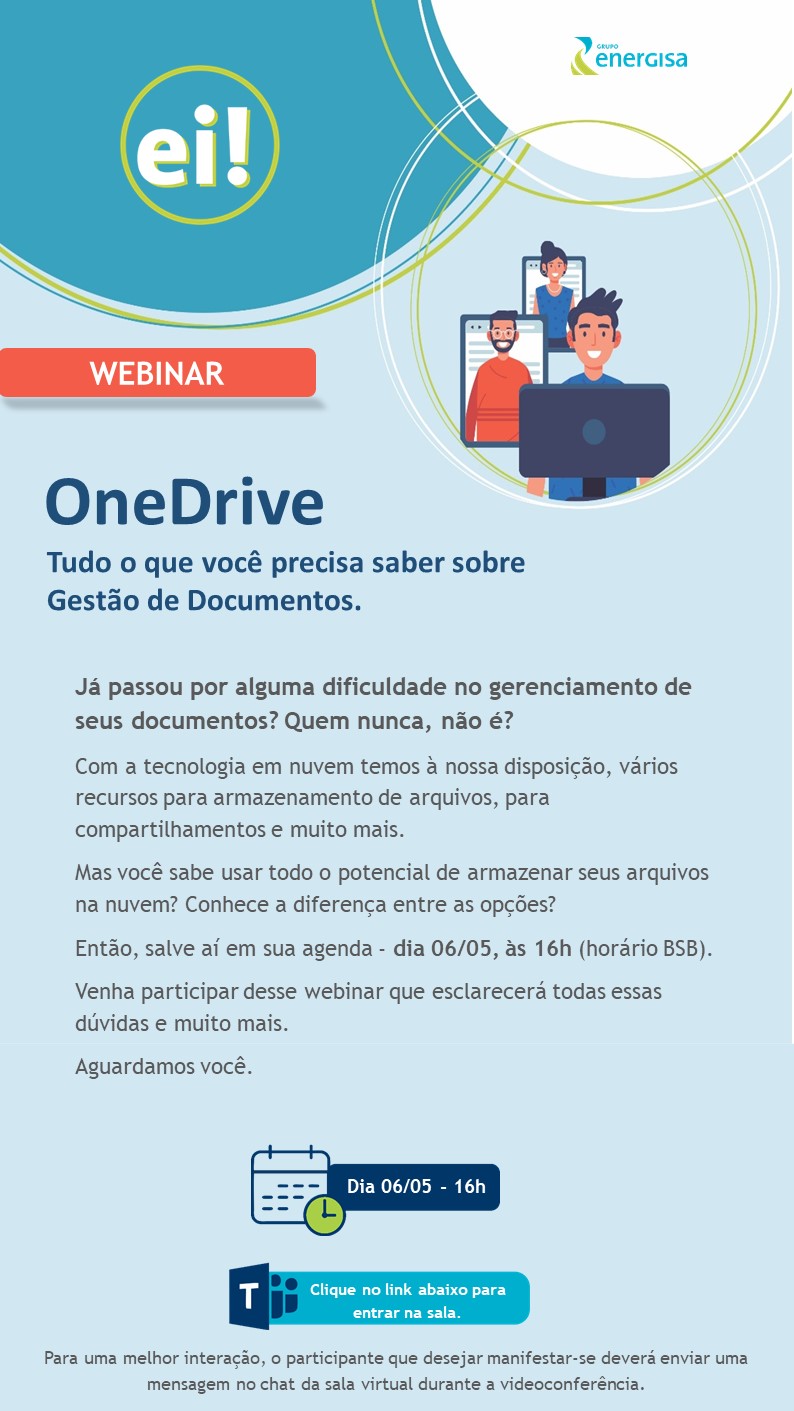 GRUPO
energisa
ei!
WEBINAR
OneDrive
Tudo o que você precisa saber sobre
Gestão de Documentos.
Já passou por alguma dificuldade no gerenciamento de
seus documentos? Quem nunca, não é?
Com a tecnologia em nuvem temos à nossa disposição, vários
recursos para armazenamento de arquivos, para
compartilhamentos e muito mais.
Mas você sabe usar todo o potencial de armazenar seus arquivos
na nuvem? Conhece a diferença entre as opções?
Então, salve aí em sua agenda - dia 06/05, às 16h (horário BSB).
Venha participar desse webinar que esclarecerá todas essas
dúvidas e muito mais.
Aguardamos você.
Dia 06/05 - 16h
T
Clique no link abaixo para
entrar na sala.
Para uma melhor interação, o participante que desejar manifestar-se deverá enviar uma
mensagem no chat da sala virtual durante a videoconferência.